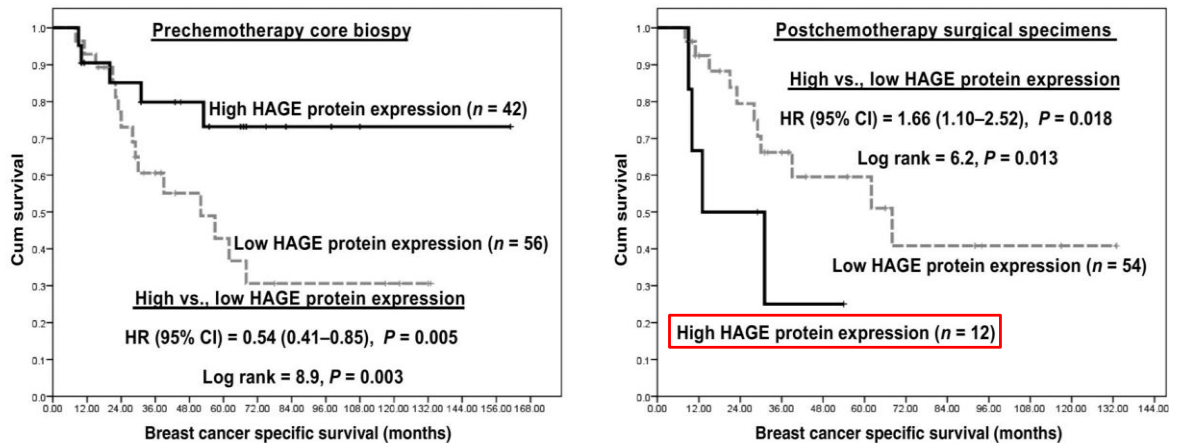 Prechemotherapy core biospy
Cum survival
1.0
0.9
0.8
0.7
0.6
0.5
0.4
0.3
0.2
0.1
0.0
High HAGE protein expression (n = 42)
Low HAGE protein expression (n = 56)
High vs., low HAGE protein expression
HR (95% CI) = 0.54 (0.41–0.85), P = 0.005
Log rank = 8.9, P = 0.003
0.00 12.00 24.00 36.00 48.00 60.00 72.00 84.00 96.00 108.00 120.00 132.00 144.00 156.00 168.00
Breast cancer specific survival (months)
Postchemotherapy surgical specimens
Cum survival
1.0
0.9
0.8
0.7
0.6
0.5
0.4
0.3
0.2
0.1
0.0
High vs., low HAGE protein expression
HR (95% CI) = 1.66 (1.10–2.52), P = 0.018
Log rank = 6.2, P = 0.013
Low HAGE protein expression (n = 54)
High HAGE protein expression (n = 12)
0.00 12.00 24.00 36.00 48.00 60.00 72.00 84.00 96.00 108.00 120.00 132.00 144.00
Breast cancer specific survival (months)